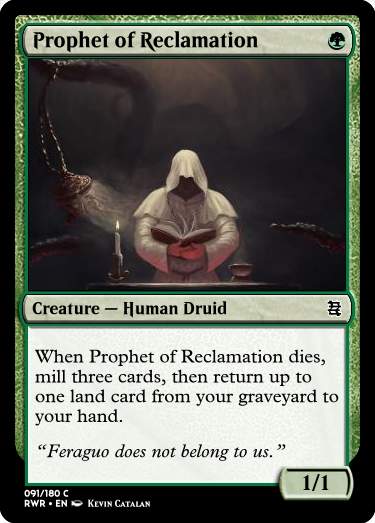 Prophet of Reclamation
Creature — Human Druid
When Prophet of Reclamation dies,
mill three cards, then return up to
one land card from your graveyard to
your hand.
“Feraguo does not belong to us.”
1/1
091/180 C
RWR • EN Kevin Catalan